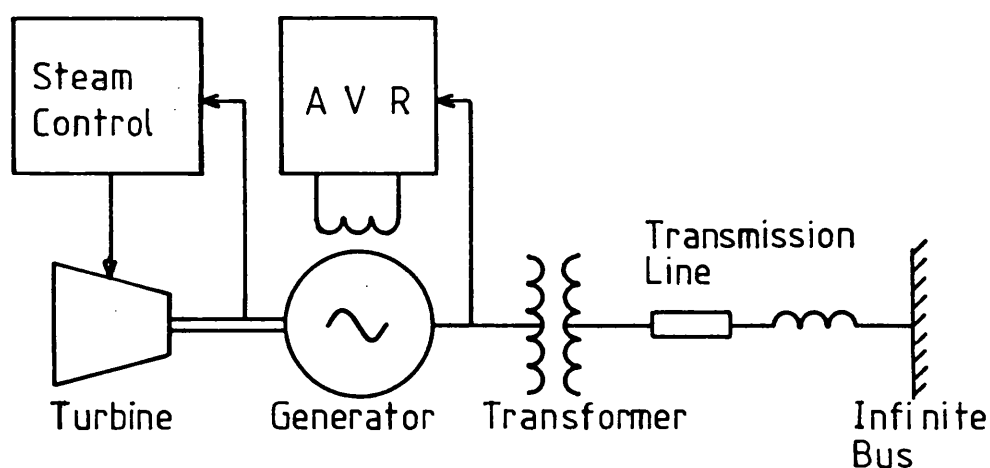 Steam
Control
A V R
Transmission
Line
Turbine
Generator
Transformer
Infinite
Bus